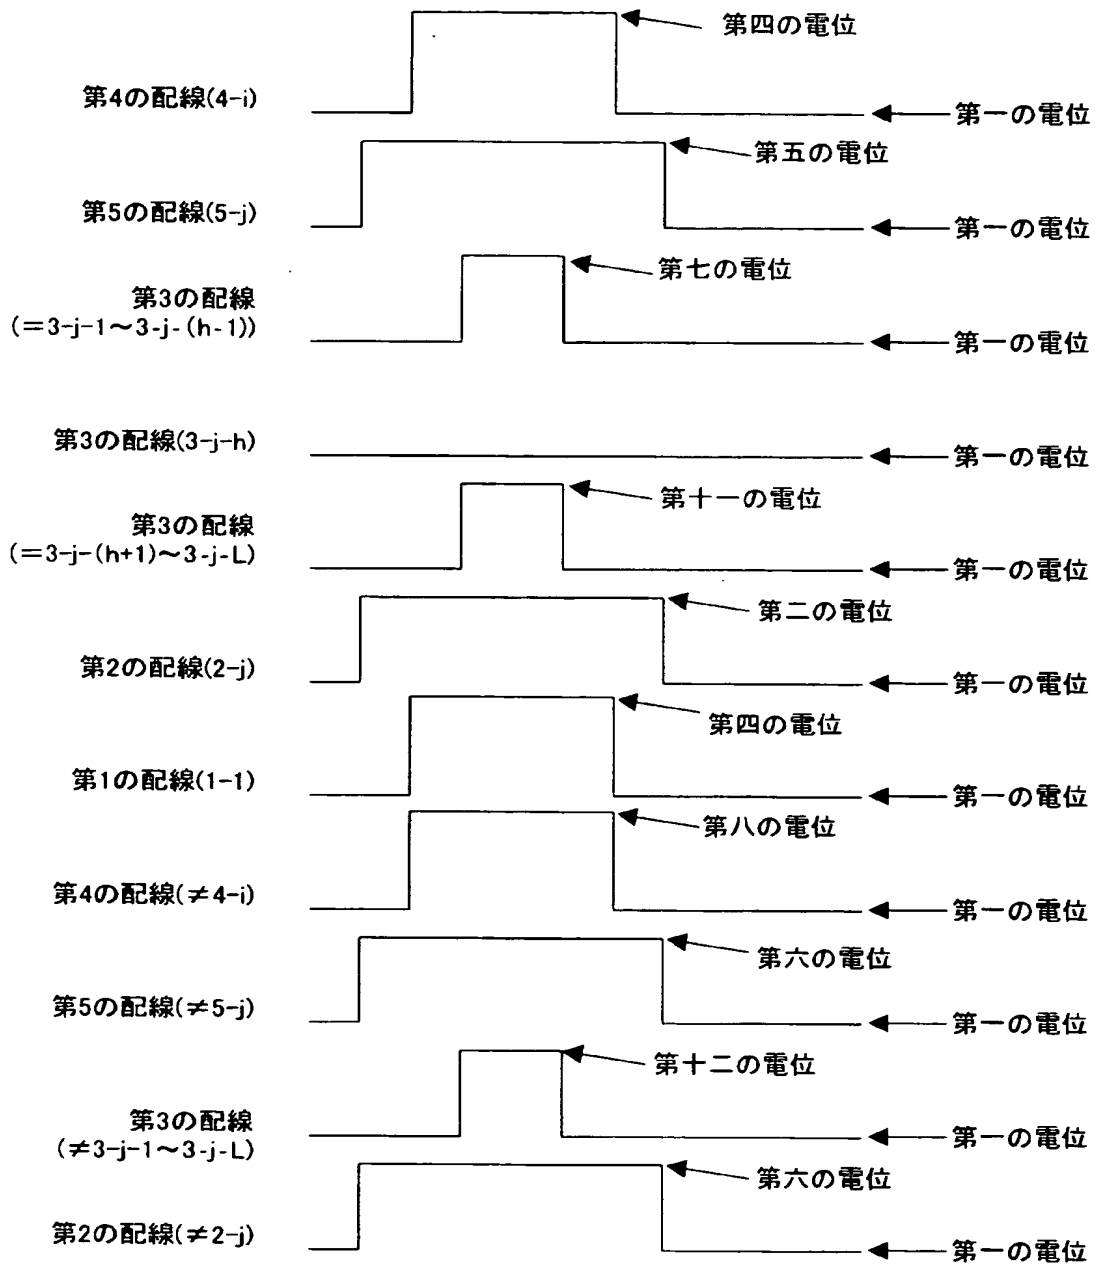 第四の電位
第4の配線(4-i)
第一の電位
第五の電位
第5の配線(5-j)
第一の電位
第七の電位
第3の配線
(=3-j-1～3-j-(h-1))
第一の電位
第3の配線(3-j-h)
第一の電位
第十一の電位
第3の配線
(=3-j-(h+1)～3-j-L)
第一の電位
第二の電位
第2の配線(2-j)
第一の電位
第四の電位
第1の配線(1-1)
第一の電位
第八の電位
第4の配線(≠4-i)
第一の電位
第六の電位
第5の配線(≠5-j)
第一の電位
第十二の電位
第3の配線
(≠3-j-1～3-j-L)
第一の電位
第六の電位
第2の配線(≠2-j)
第一の電位